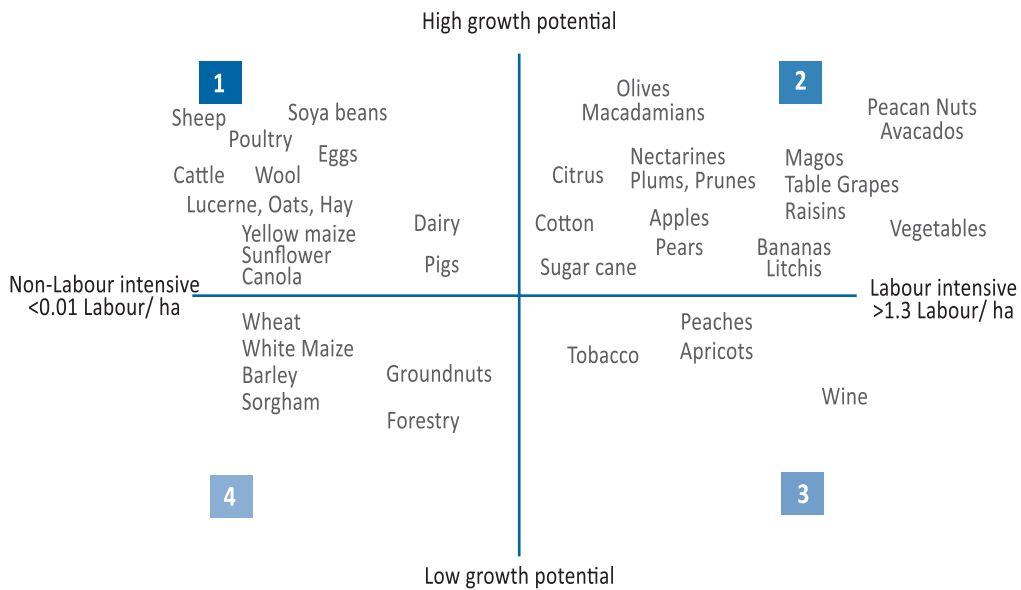 High growth potential
1
Sheep
Soya beans
Poultry
Eggs
Cattle
Wool
Lucerne, Oats, Hay
Yellow maize
Sunflower
Canola
Dairy
Pigs
2
Olives
Macadamians
Peacan Nuts
Avacados
Citrus
Nectarines
Plums, Prunes
Magos
Table Grapes
Raisins
Cotton
Apples
Pears
Vegetables
Sugar cane
Bananas
Litchis
Non-Labour intensive
<0.01 Labour/ ha
Labour intensive
>1.3 Labour/ ha
Wheat
White Maize
Barley
Sorgham
Groundnuts
Forestry
4
Peaches
Apricots
Tobacco
Wine
3
Low growth potential